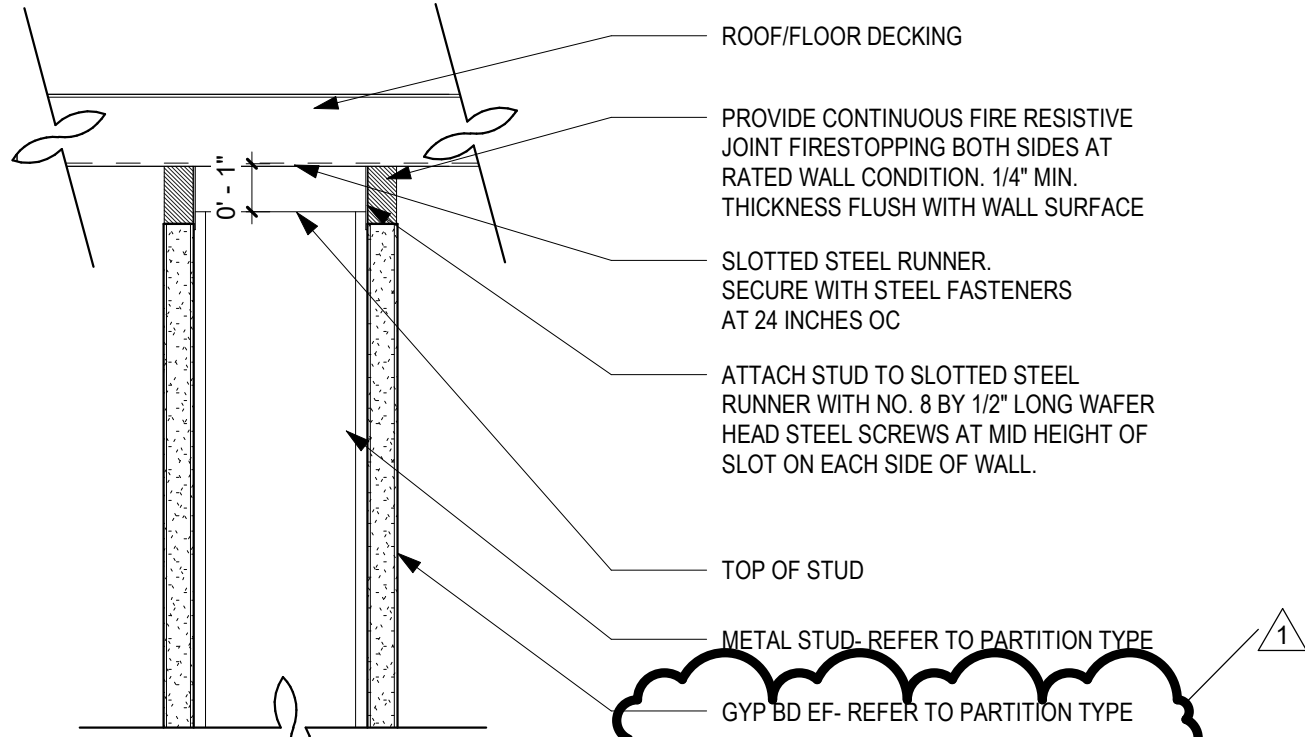 ROOF/FLOOR DECKING
PROVIDE CONTINUOUS FIRE RESISTIVE
JOINT FIRESTOPPING BOTH SIDES AT
RATED WALL CONDITION. 1/4" MIN.
THICKNESS FLUSH WITH WALL SURFACE
0' - 1"
SLOTTED STEEL RUNNER.
SECURE WITH STEEL FASTENERS
AT 24 INCHES OC
ATTACH STUD TO SLOTTED STEEL
RUNNER WITH NO. 8 BY 1/2" LONG WAFER
HEAD STEEL SCREWS AT MID HEIGHT OF
SLOT ON EACH SIDE OF WALL.
TOP OF STUD
METAL STUD- REFER TO PARTITION TYPE
1
GYP BD EF- REFER TO PARTITION TYPE